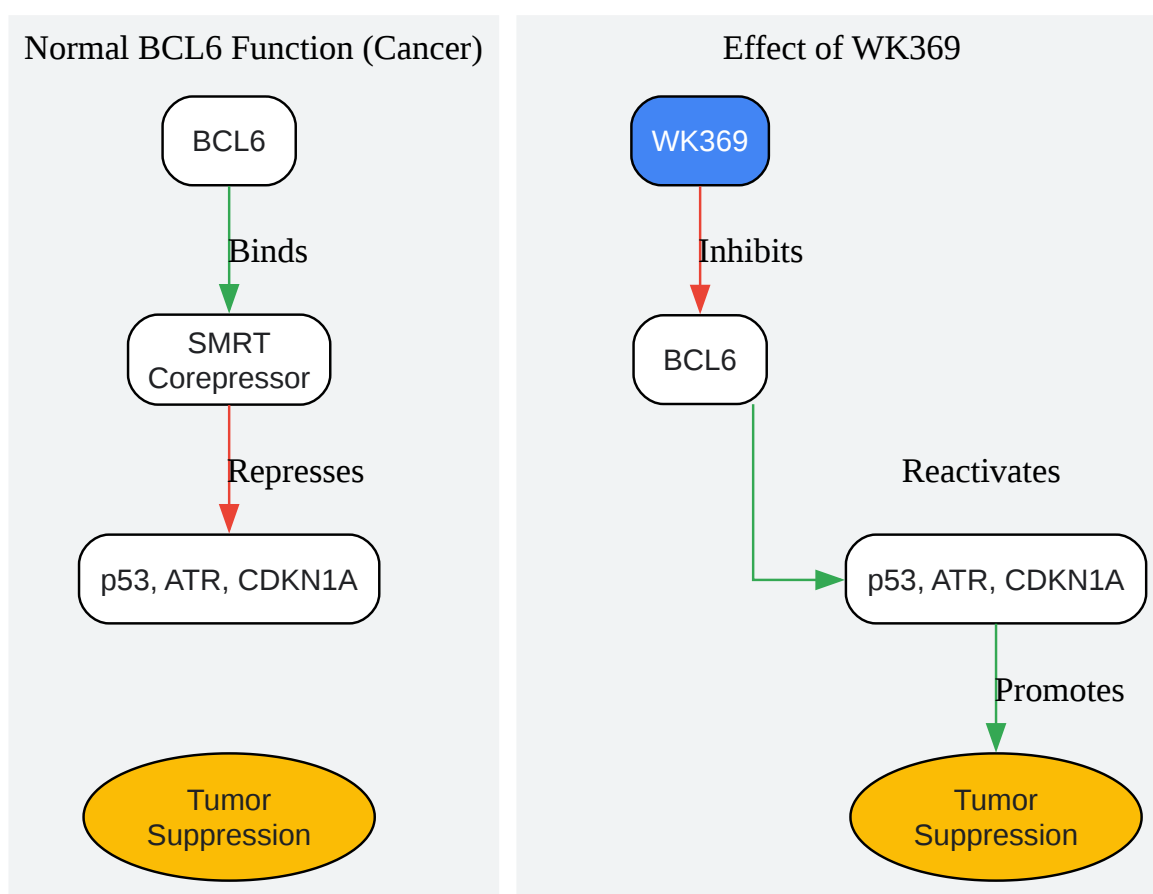 Normal BCL6 Function (Cancer)
BCL6
Binds
SMRT
Corepressor
Represses
p53, ATR, CDKN1A
Tumor
Suppression
Effect of WK369
WK369
Inhibits
BCL6
Reactivates
p53, ATR, CDKN1A
Promotes
Tumor
Suppression